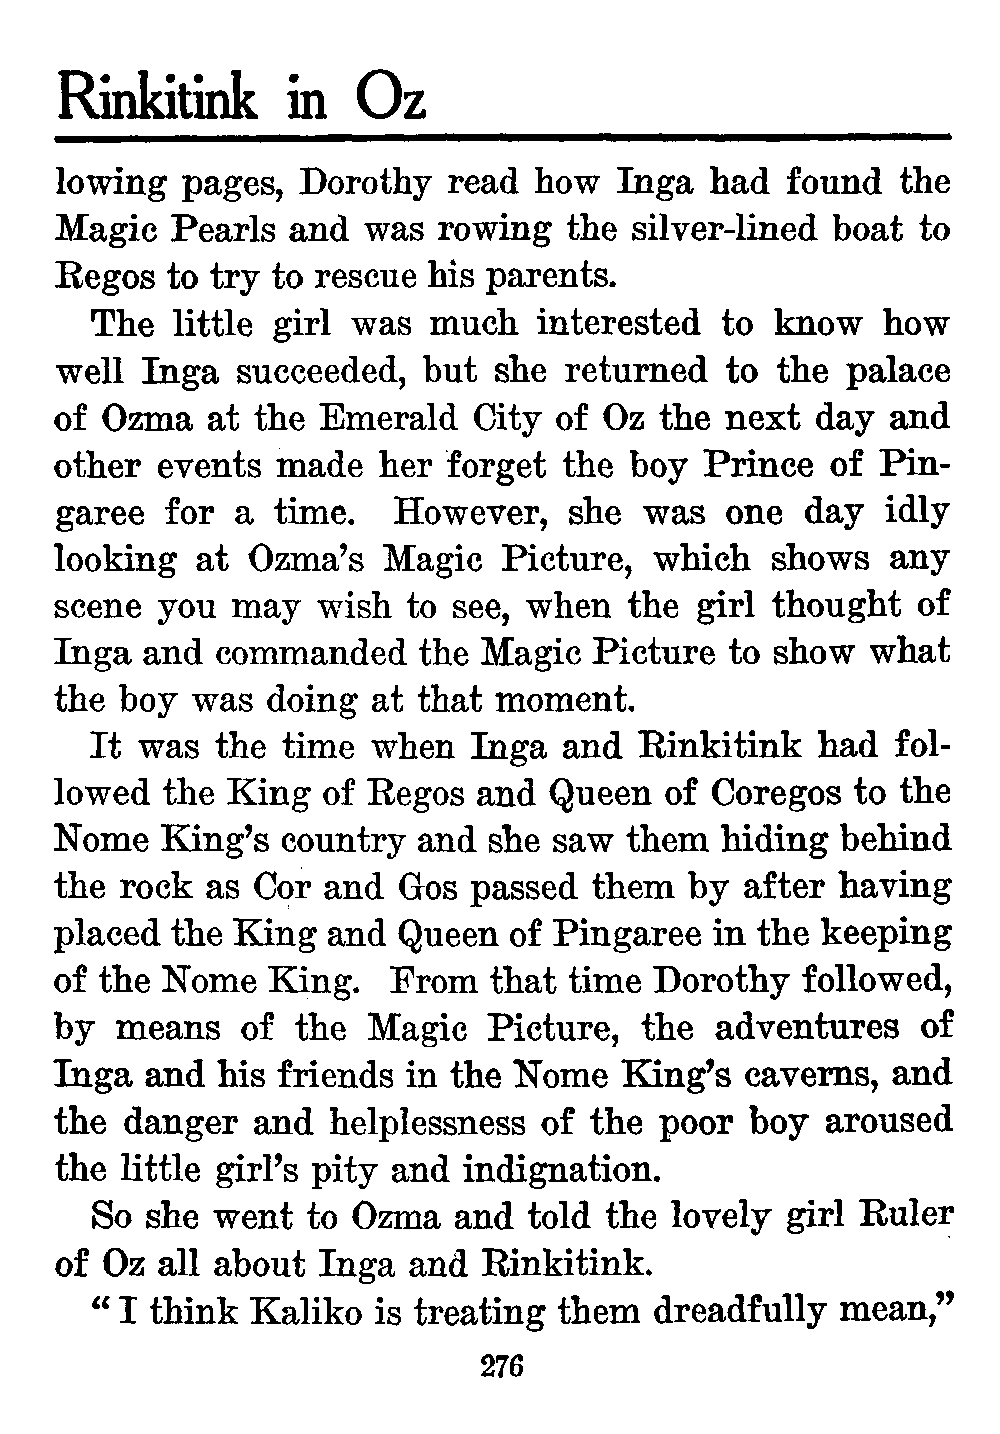 Rinkitink in Oz
lowing pages, Dorothy read how Inga had found the
Magic Pearls and was rowing the silver-lined boat to
Regos to try to rescue his parents.
The little girl was much interested to know how
well Inga succeeded, but she returned to the palace
of Ozma at the Emerald City of Oz the next day and
other events made her forget the boy Prince of Pin-
garee for a time. However, she was one day idly
looking at Ozma's Magic Picture, which shows any
scene you may wish to see, when the girl thought of
Inga and commanded the Magic Picture to show what
the boy was doing at that moment.
It was the time when Inga and Rinkitink had fol-
lowed the King of Regos and Queen of Coregos to the
Nome King's country and she saw them hiding behind
the rock as Cor and Gos passed them by after having
placed the King and Queen of Pingaree in the keeping
of the Nome King. From that time Dorothy followed,
by means of the Magic Picture, the adventures of
Inga and his friends in the Nome King's caverns, and
the danger and helplessness of the poor boy aroused
the little girl's pity and indignation.
So she went to Ozma and told the lovely girl Ruler
of Oz all about Inga and Rinkitink.
“I think Kaliko is treating them dreadfully mean,”
276